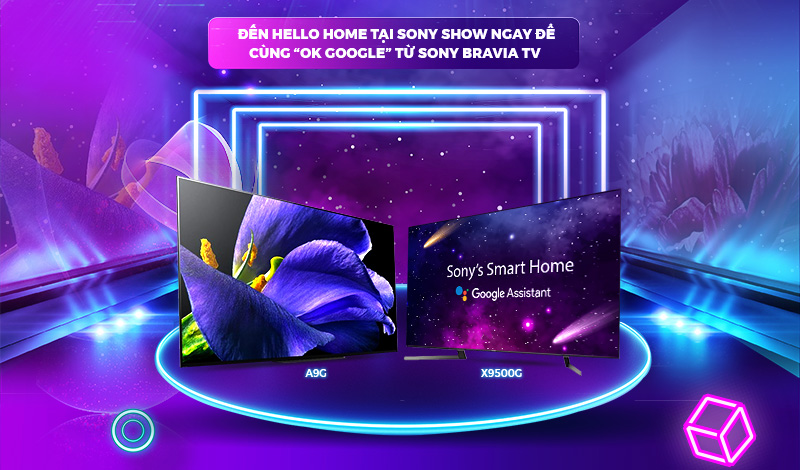 ĐẾN HELLO HOME TẠI SONY SHOW NGAY ĐỂ
CÙNG “OK GOOGLE” TỪ SONY BRAVIA TV
Sony's Smart Home
Google Assistant
A9G
X9500G